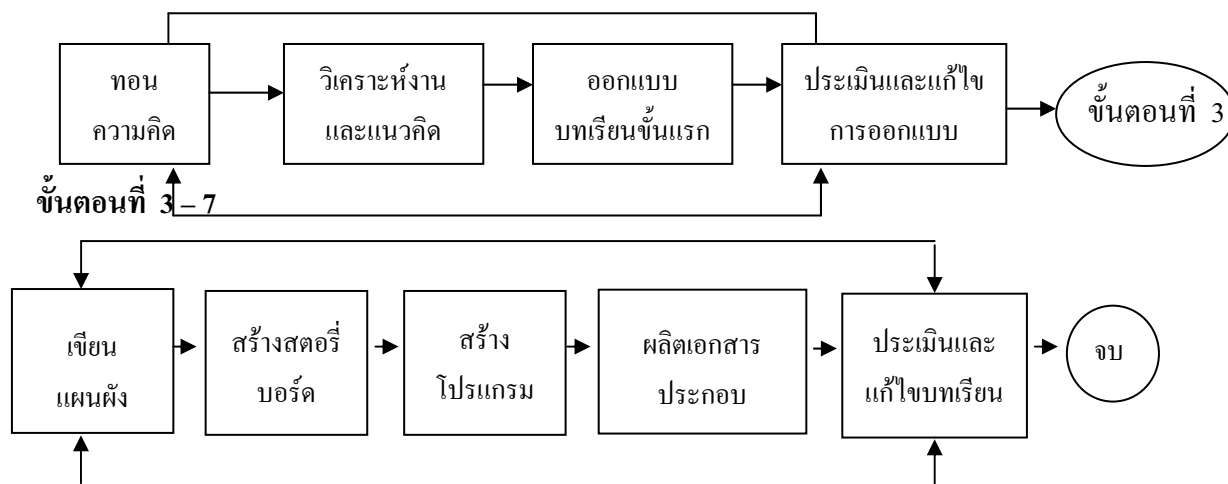 ทอน
ความคิด
วิเคราะห์งาน
และแนวคิด
ออกแบบ
บทเรียนขั้นแรก
ประเมินและแก้ไข
การออกแบบ
ขั้นตอนที่ 3
ขั้นตอนที่ 3 – 7
เขียน
แผนผัง
สร้างสตอรี่
บอร์ด
สร้าง
โปรแกรม
ผลิตเอกสาร
ประกอบ
ประเมินและ
แก้ไขบทเรียน
จบ